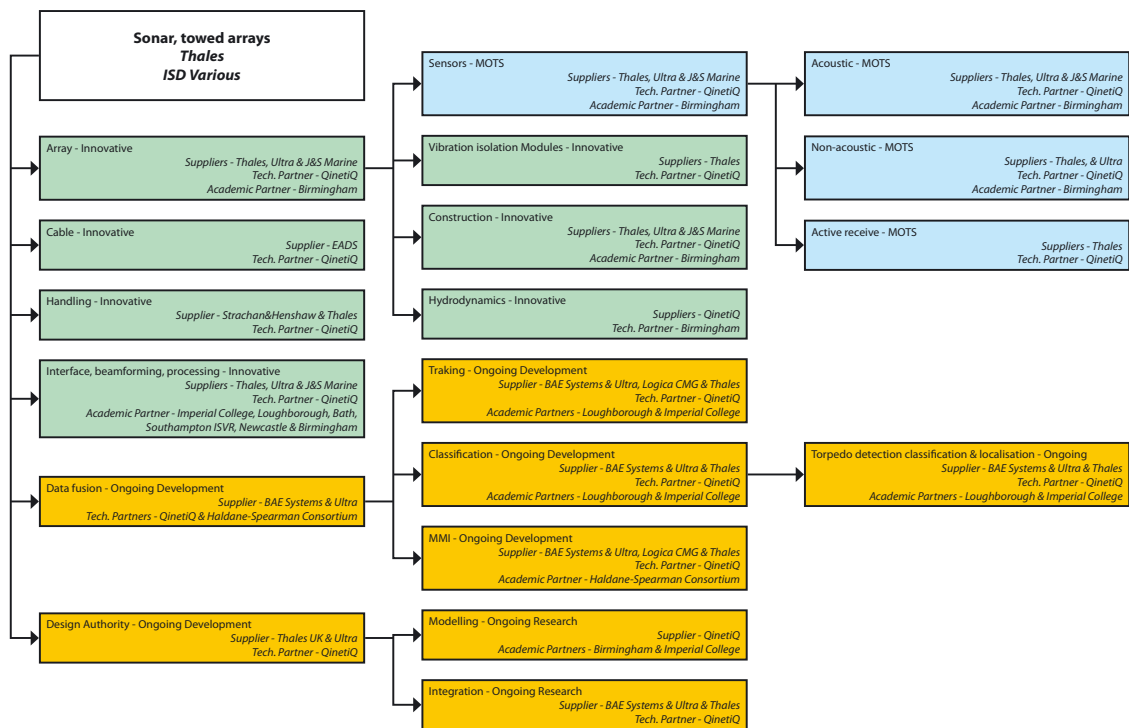 Sonar, towed arrays
Thales
ISD Various
Array - Innovative
Suppliers - Thales, Ultra & J&S Marine
Tech. Partner - QinetiQ
Academic Partner - Birmingham
Cable - Innovative
Supplier - EADS
Tech. Partner - QinetiQ
Handling - Innovative
Supplier - Strachan&Henshaw & Thales
Tech. Partner - QinetiQ
Interface, beamforming, processing - Innovative
Suppliers - Thales, Ultra & J&S Marine
Tech. Partner - QinetiQ
Academic Partner - Imperial College, Loughborough, Bath,
Southampton ISVR, Newcastle & Birmingham
Data fusion - Ongoing Development
Supplier - BAE Systems & Ultra
Tech. Partners - QinetiQ & Haldane-Spearman Consortium
Design Authority - Ongoing Development
Supplier - Thales UK & Ultra
Tech. Partner - QinetiQ
Sensors - MOTS
Suppliers - Thales, Ultra & J&S Marine
Tech. Partner - QinetiQ
Academic Partner - Birmingham
Vibration isolation Modules - Innovative
Suppliers - Thales
Tech. Partner - QinetiQ
Construction - Innovative
Suppliers - Thales, Ultra & J&S Marine
Tech. Partner - QinetiQ
Academic Partner - Birmingham
Hydrodynamics - Innovative
Suppliers - QinetiQ
Tech. Partner - Birmingham
Traking - Ongoing Development
Supplier - BAE Systems & Ultra, Logica CMG & Thales
Tech. Partner - QinetiQ
Academic Partners - Loughborough & Imperial College
Classification - Ongoing Development
Supplier - BAE Systems & Ultra & Thales
Tech. Partner - QinetiQ
Academic Partners - Loughborough & Imperial College
MMI - Ongoing Development
Supplier - BAE Systems & Ultra, Logica CMG & Thales
Tech. Partner - QinetiQ
Academic Partner - Haldane-Spearman Consortium
Modelling - Ongoing Research
Supplier - QinetiQ
Academic Partners - Birmingham & Imperial College
Integration - Ongoing Research
Supplier - BAE Systems & Ultra & Thales
Tech. Partner - QinetiQ
Acoustic - MOTS
Suppliers - Thales, Ultra & J&S Marine
Tech. Partner - QinetiQ
Academic Partner - Birmingham
Non-acoustic - MOTS
Suppliers - Thales, & Ultra
Tech. Partner - QinetiQ
Academic Partner - Birmingham
Active receive - MOTS
Suppliers - Thales
Tech. Partner - QinetiQ
Torpedo detection classification & localisation - Ongoing
Supplier - BAE Systems & Ultra & Thales
Tech. Partner - QinetiQ
Academic Partners - Loughborough & Imperial College